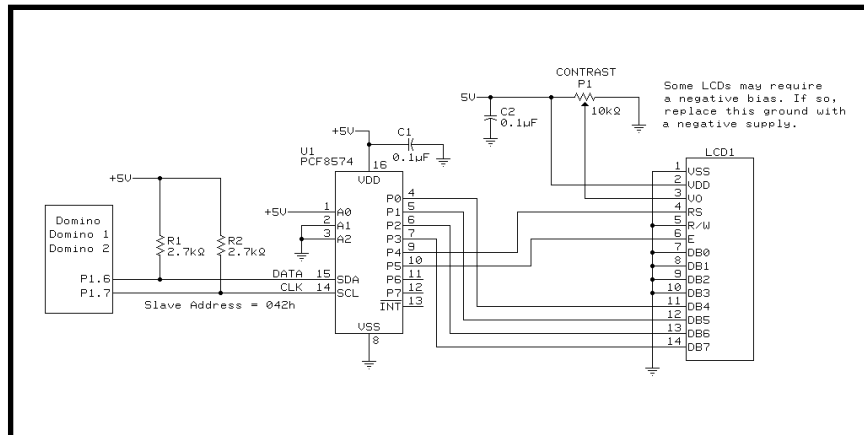 CONTRAST
P1
5V
10kΩ
C2
0.1µF
Some LCDs may require
a negative bias. If so,
replace this ground with
a negative supply.
+5V
C1
0.1µF
U1
PCF8574
16
VDD
LCD1
1 VSS
2 VDD
3 VO
4 RS
5 R/W
6 E
7 DB0
8 DB1
9 DB2
10 DB3
11 DB4
12 DB5
13 DB6
14 DB7
+5V
+5V
1 A0
2 A1
3 A2
P0 4
P1 5
P2 6
P3 7
P4 9
P5 10
P6 11
P7 12
INT 13
Domino
Domino 1
Domino 2
R1
2.7kΩ
R2
2.7kΩ
P1.6
DATA
15 SDA
P1.7
CLK
14 SCL
Slave Address = 042h
VSS
8